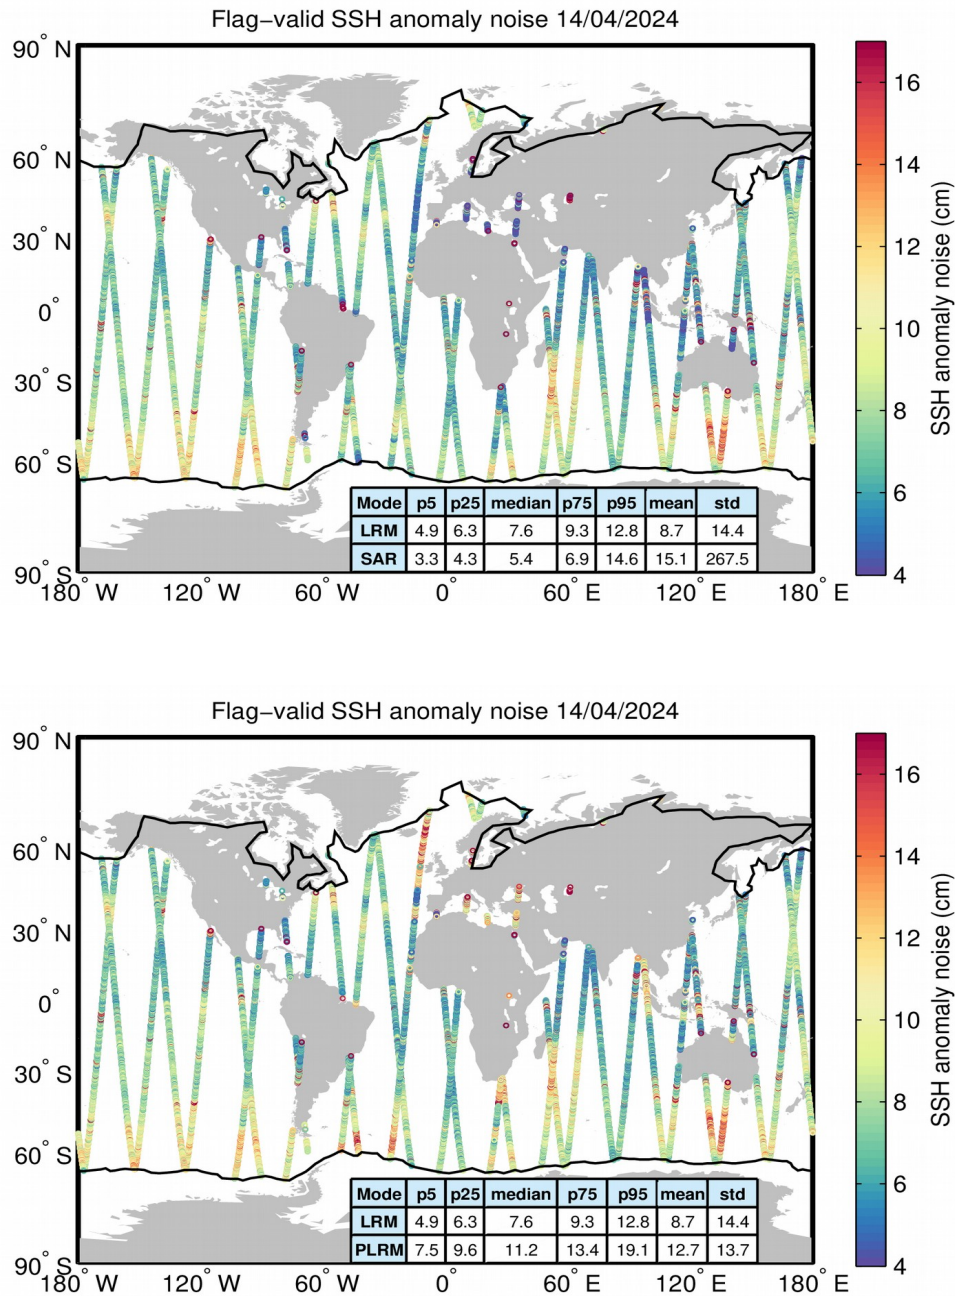 Flag−valid SSH anomaly noise 14/04/2024
90° N
60° N
30° N
0°
30° S
60° S
90° S
180° W
120° W
60° W
0°
60° E
120° E
180° E
16
14
12
10
8
6
4
SSH anomaly noise (cm)
Mode p5 p25 median p75 p95 mean std
LRM 4.9 6.3 7.6 9.3 12.8 8.7 14.4
SAR 3.3 4.3 5.4 6.9 14.6 15.1 267.5
Flag−valid SSH anomaly noise 14/04/2024
90° N
60° N
30° N
0°
30° S
60° S
90° S
180° W
120° W
60° W
0°
60° E
120° E
180° E
16
14
12
10
8
6
4
SSH anomaly noise (cm)
Mode p5 p25 median p75 p95 mean std
LRM 4.9 6.3 7.6 9.3 12.8 8.7 14.4
PLRM 7.5 9.6 11.2 13.4 19.1 12.7 13.7